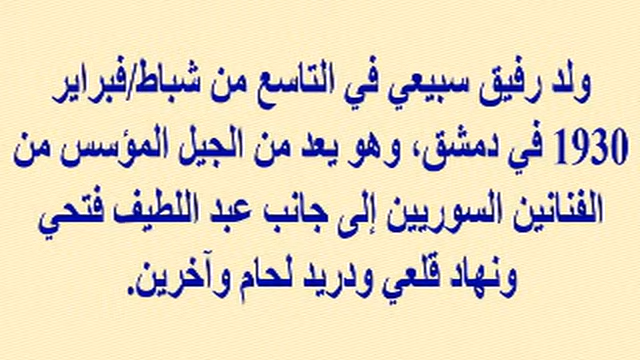 ولد رفيق سبيعي في التاسع من شباط/فبراير
1930 في دمشق، وهو يعد من الجيل المؤسس من
الفنانين السوريين إلى جانب عبد اللطيف فتحي
ونهاد قلعي ودريد لحام وآخرين.